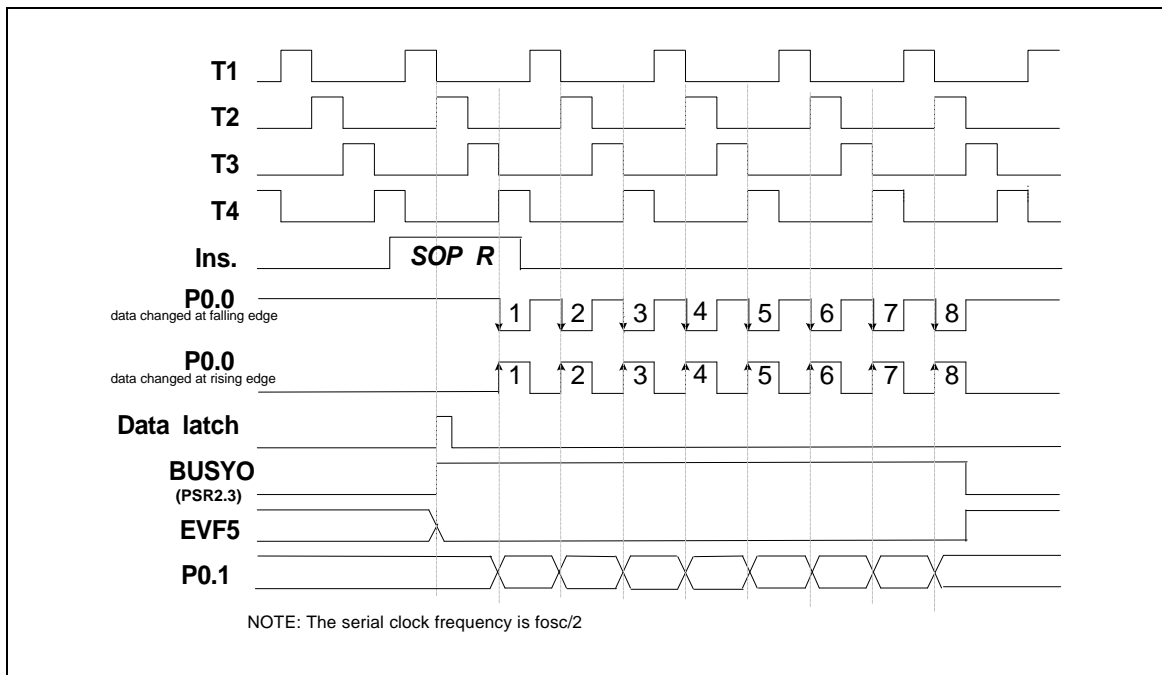 T1
T2
T3
T4
Ins.
SOP R
P0.0
data changed at falling edge
1 2 3 4 5 6 7 8
P0.0
data changed at rising edge
1 2 3 4 5 6 7 8
Data latch
BUSYO
(PSR2.3)
EVF5
P0.1
NOTE: The serial clock frequency is fosc/2